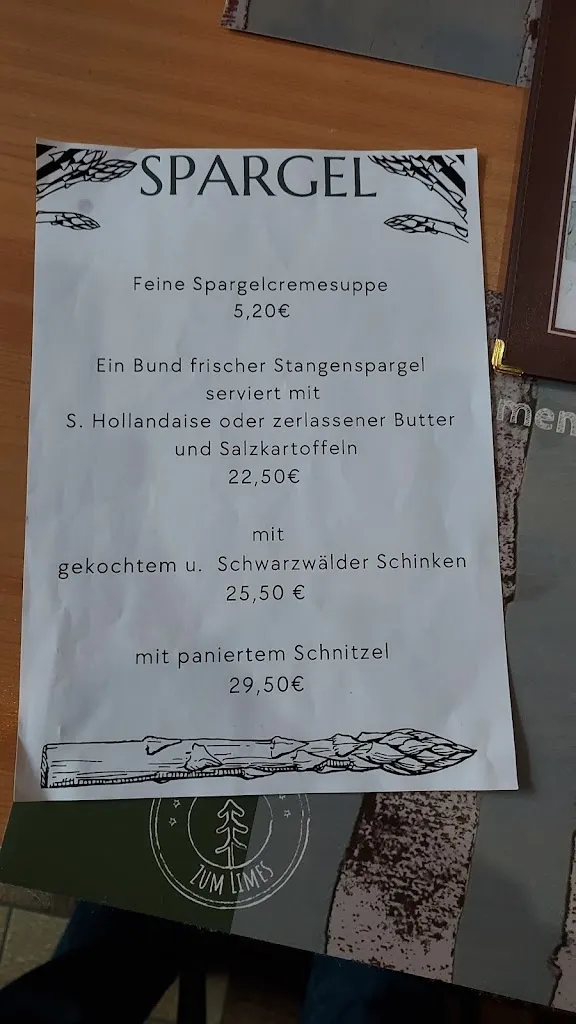 SPARGEL
Feine Spargelcremesuppe
5,20€
Ein Bund frischer Stangenspargel
serviert mit
S. Hollandaise oder zerlassener Butter
und Salzkartoffeln
22,50€
mit
gekochtem u. Schwarzwälder Schinken
25,50 €
mit paniertem Schnitzel
29,50€
men
ZUM LIMES